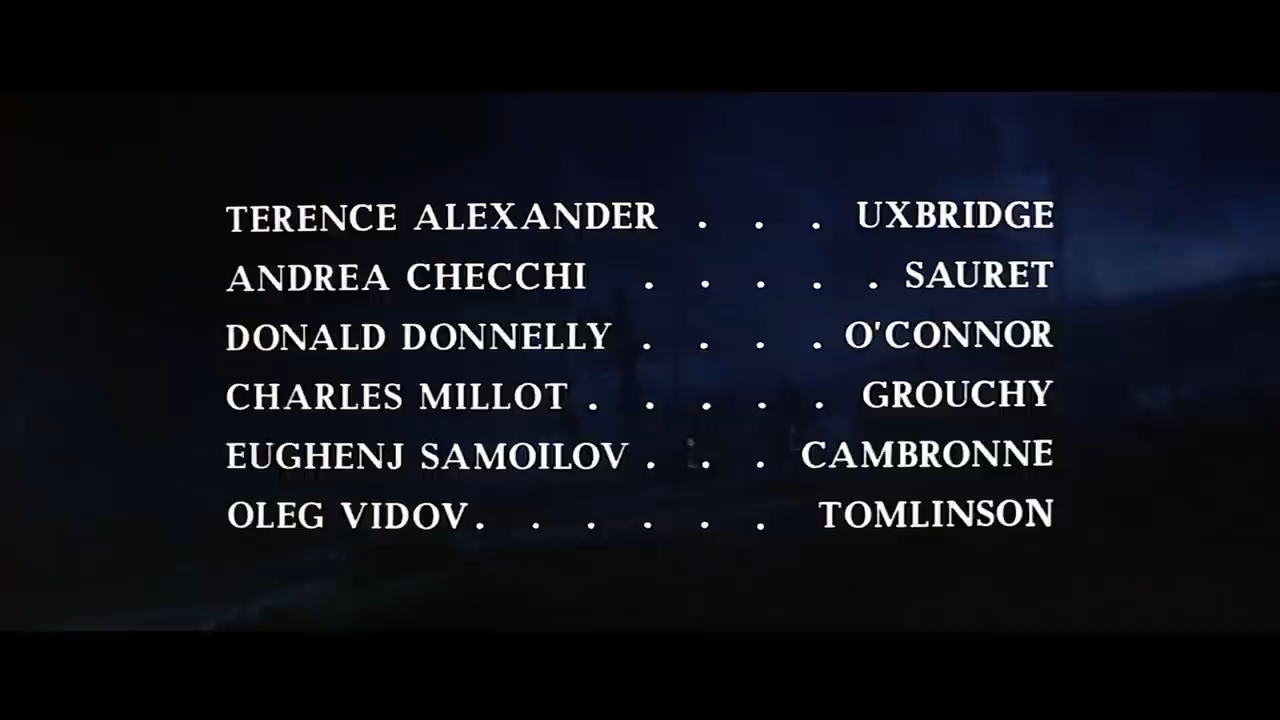 TERENCE ALEXANDER . . . UXBRIDGE
ANDREA CHECCHI . . . . . SAURET
DONALD DONNELLY . . . . O'CONNOR
CHARLES MILLOT . . . . . GROUCHY
EUGHENJ SAMOILOV . . . CAMBRONNE
OLEG VIDOV . . . . . . TOMLINSON